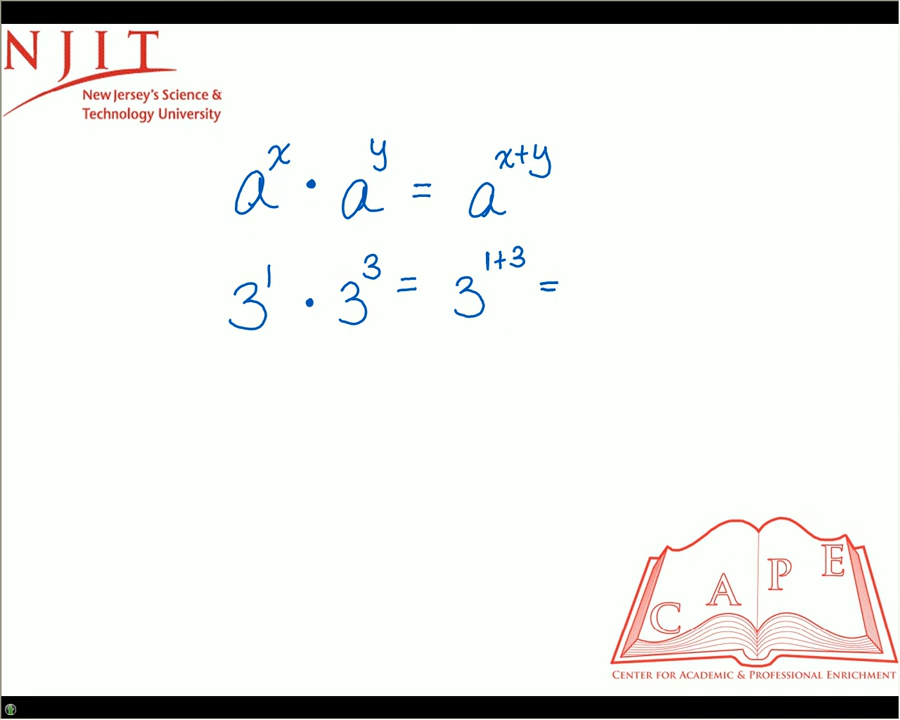 NJIT
New Jersey's Science &
Technology University
a^x · a^y = a^{x+y}
3^1 · 3^3 = 3^{1+3} =
C A P E
CENTER FOR ACADEMIC & PROFESSIONAL ENRICHMENT